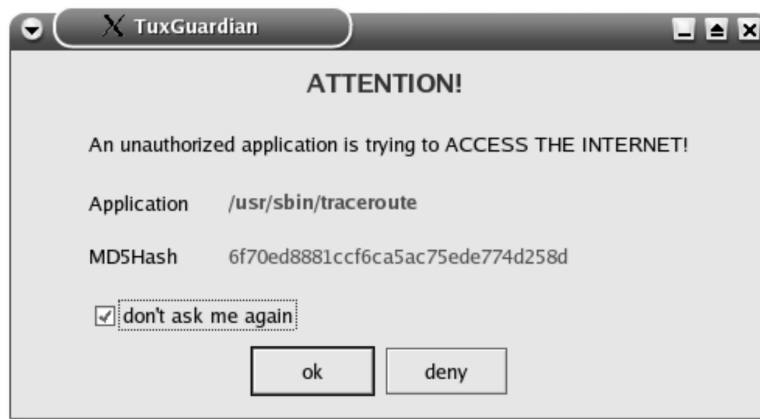 TuxGuardian
ATTENTION!
An unauthorized application is trying to ACCESS THE INTERNET!
Application /usr/sbin/traceroute
MD5Hash 6f70ed8881ccf6ca5ac75ede774d258d
don't ask me again
ok deny